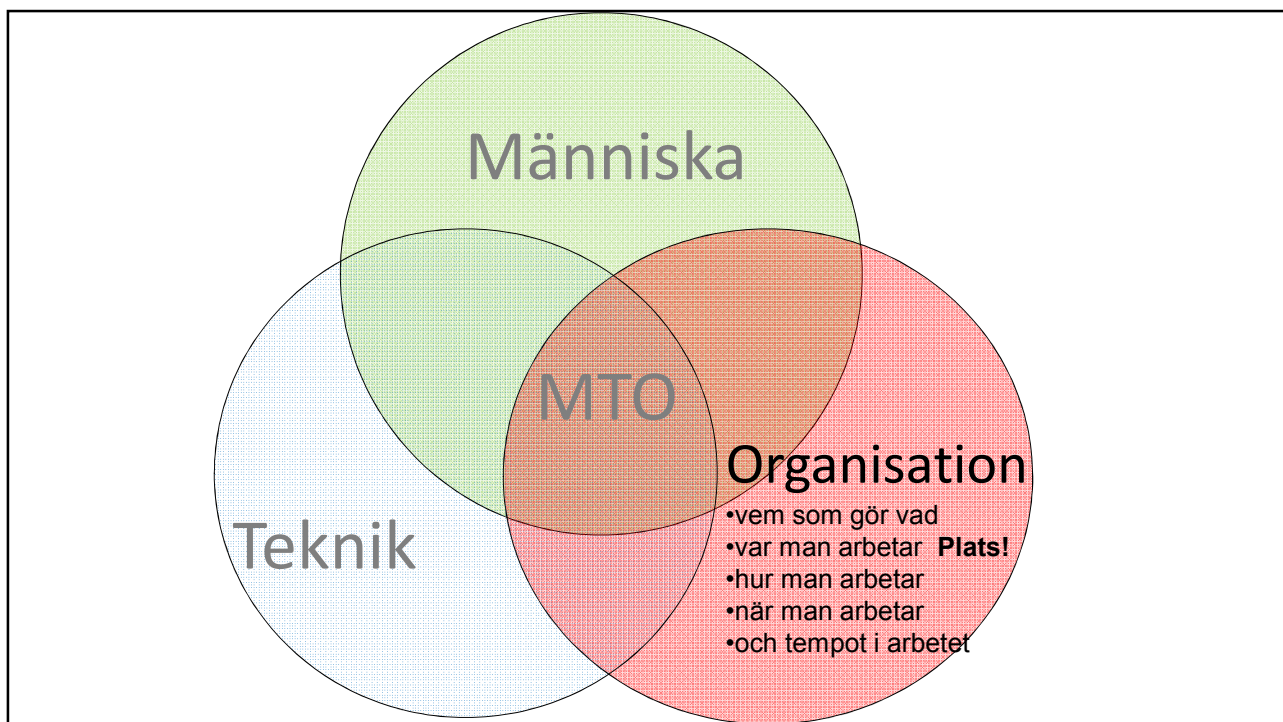 Människa
MTO
Organisation
•vem som gör vad
•var man arbetar Plats!
•hur man arbetar
•när man arbetar
•och tempot i arbetet
Teknik